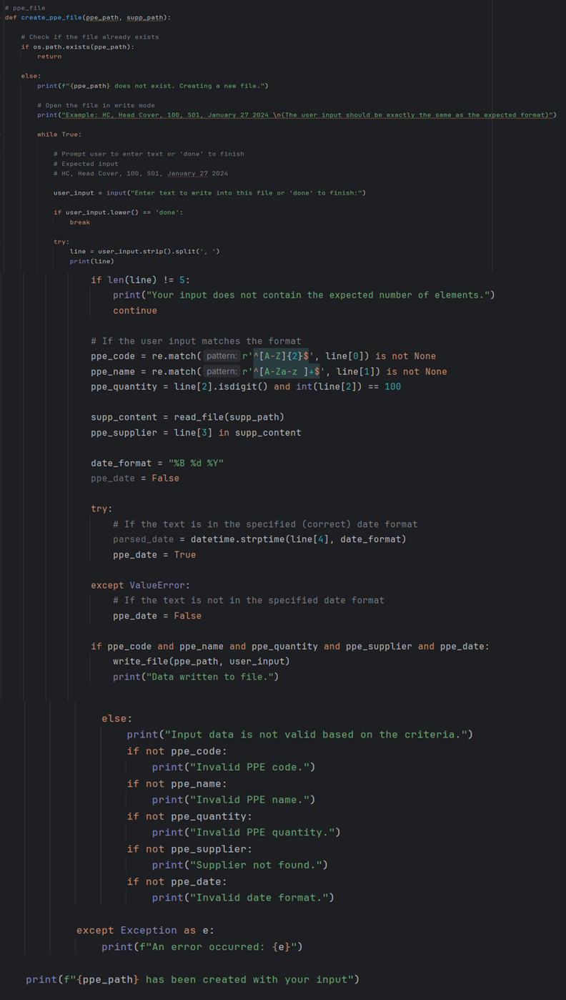 # ppe_file
def create_ppe_file(ppe_path, supp_path):
# Check if the file already exists
if os.path.exists(ppe_path):
return
else:
print(f"{ppe_path} does not exist. Creating a new file.")
# Open the file in write mode
print("Example: HC, Head Cover, 100, S01, January 27 2024 \n(The user input should be exactly the same as the expected format)")
while True:
# Prompt user to enter text or 'done' to finish
# Expected input
# HC, Head Cover, 100, S01, January 27 2024
user_input = input("Enter text to write into this file or 'done' to finish:")
if user_input.lower() == 'done':
break
try:
line = user_input.strip().split(', ')
print(line)
if len(line) != 5:
print("Your input does not contain the expected number of elements.")
continue
# If the user input matches the format
ppe_code = re.match( pattern: r'^[A-Z]{2}$', line[0]) is not None
ppe_name = re.match( pattern: r'^[A-Za-z ]+$', line[1]) is not None
ppe_quantity = line[2].isdigit() and int(line[2]) == 100
supp_content = read_file(supp_path)
ppe_supplier = line[3] in supp_content
date_format = "%B %d %Y"
ppe_date = False
try:
# If the text is in the specified (correct) date format
parsed_date = datetime.strptime(line[4], date_format)
ppe_date = True
except ValueError:
# If the text is not in the specified date format
ppe_date = False
if ppe_code and ppe_name and ppe_quantity and ppe_supplier and ppe_date:
write_file(ppe_path, user_input)
print("Data written to file.")
else:
print("Input data is not valid based on the criteria.")
if not ppe_code:
print("Invalid PPE code.")
if not ppe_name:
print("Invalid PPE name.")
if not ppe_quantity:
print("Invalid PPE quantity.")
if not ppe_supplier:
print("Supplier not found.")
if not ppe_date:
print("Invalid date format.")
except Exception as e:
print(f"An error occurred: {e}")
print(f"{ppe_path} has been created with your input")